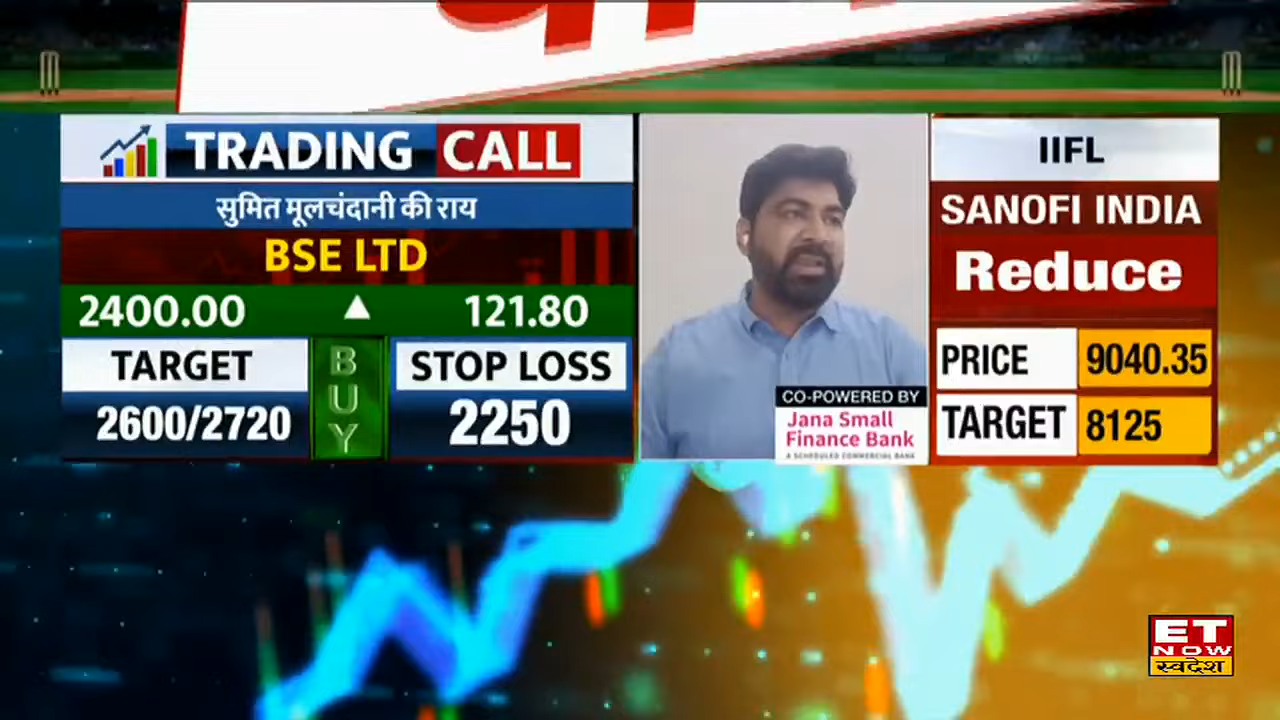 TRADING CALL
सुमित मूलचंदानी की राय
BSE LTD
2400.00 ▲ 121.80
TARGET
2600/2720
BUY
STOP LOSS
2250
CO-POWERED BY
Jana Small
Finance Bank
A SCHEDULED COMMERCIAL BANK
IIFL
SANOFI INDIA
Reduce
PRICE 9040.35
TARGET 8125
ET
NOW
स्वदेश